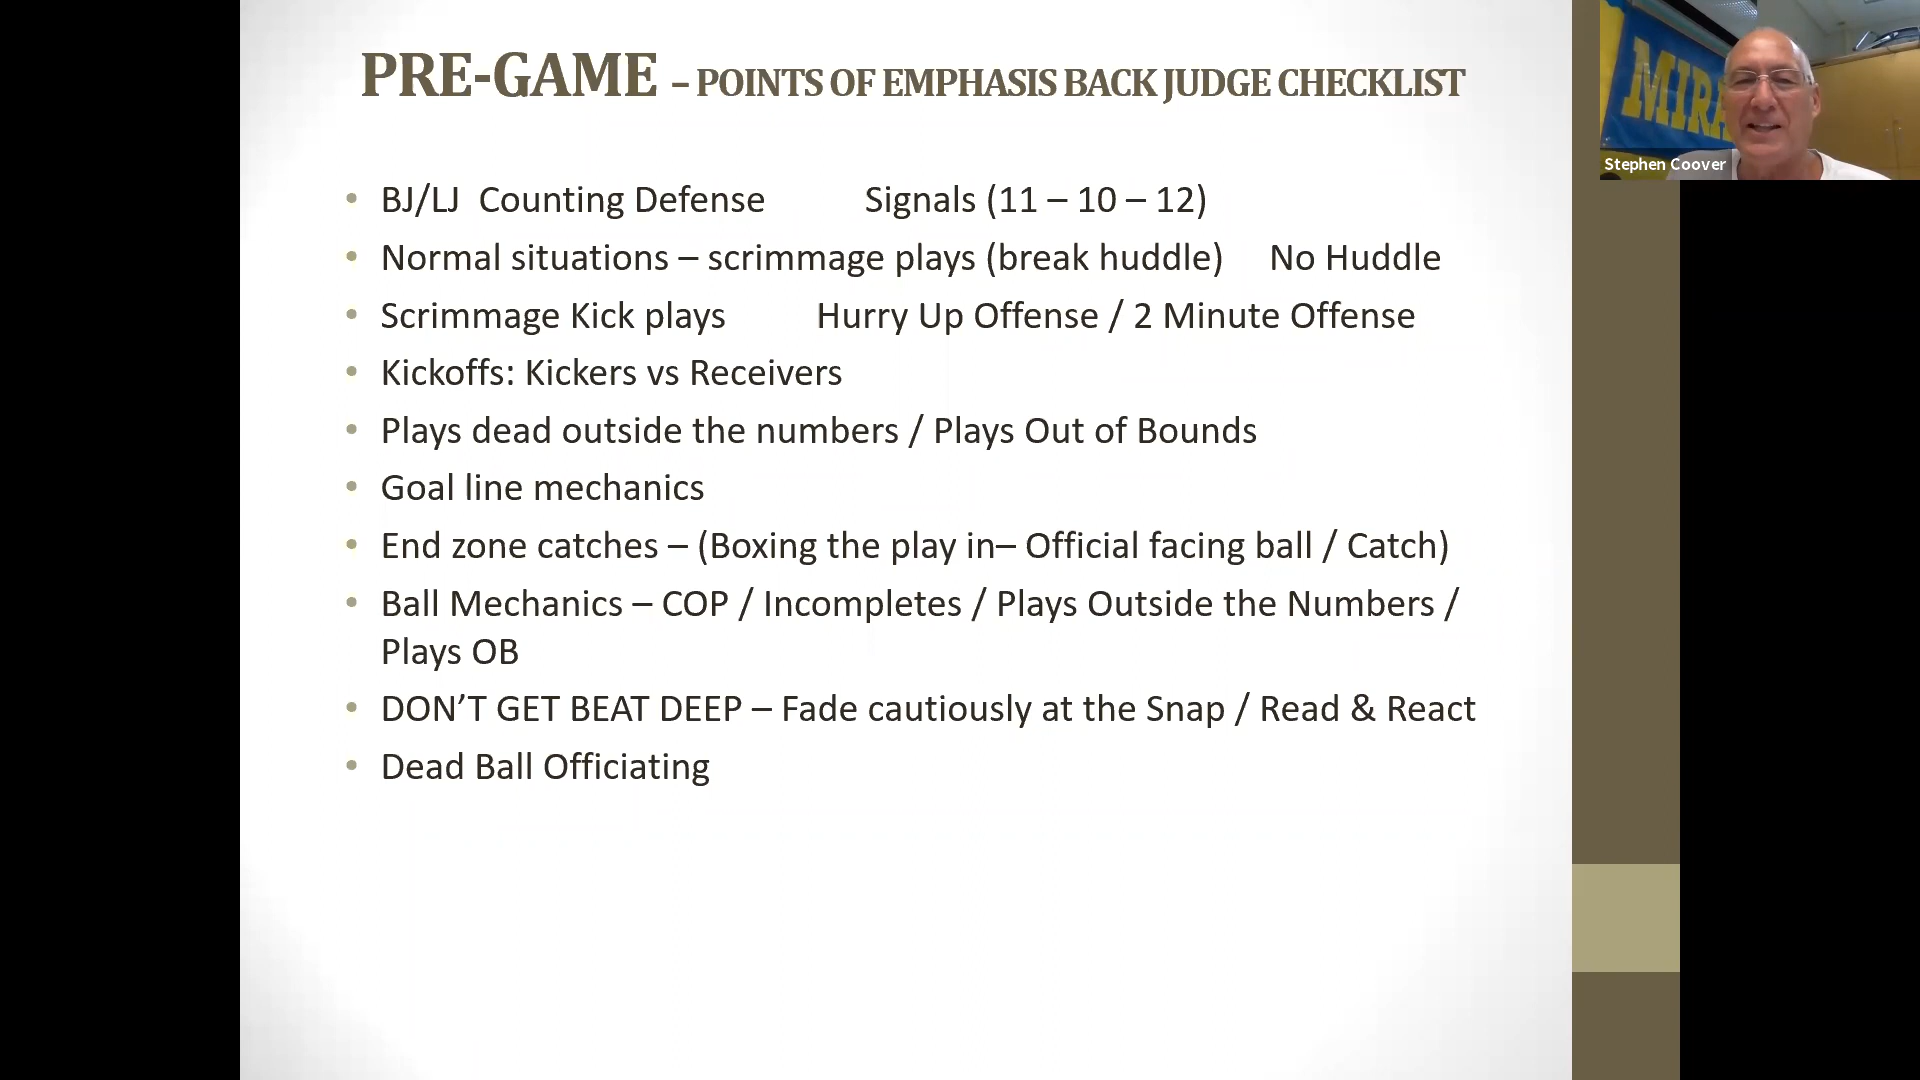 PRE-GAME – POINTS OF EMPHASIS BACK JUDGE CHECKLIST
MIRA
Stephen Coover
• BJ/LJ Counting Defense Signals (11 – 10 – 12)
• Normal situations – scrimmage plays (break huddle) No Huddle
• Scrimmage Kick plays Hurry Up Offense / 2 Minute Offense
• Kickoffs: Kickers vs Receivers
• Plays dead outside the numbers / Plays Out of Bounds
• Goal line mechanics
• End zone catches – (Boxing the play in– Official facing ball / Catch)
• Ball Mechanics – COP / Incompletes / Plays Outside the Numbers /
Plays OB
• DON’T GET BEAT DEEP – Fade cautiously at the Snap / Read & React
• Dead Ball Officiating